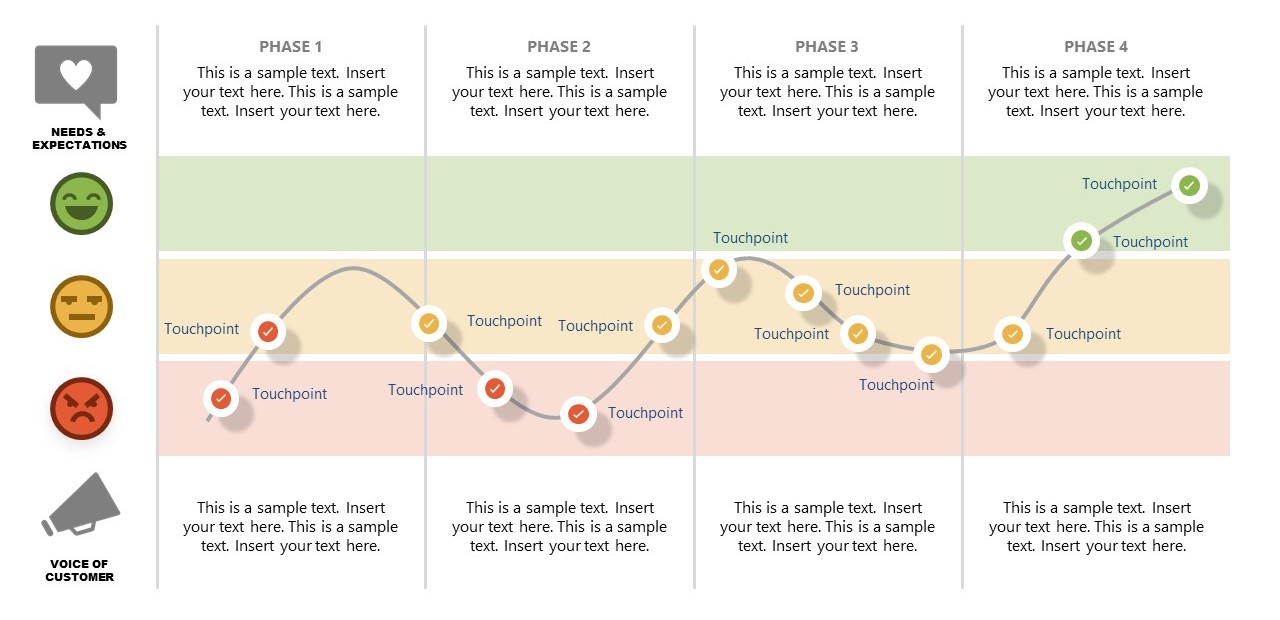 PHASE 1
This is a sample text. Insert
your text here. This is a sample
text. Insert your text here.
PHASE 2
This is a sample text. Insert
your text here. This is a sample
text. Insert your text here.
PHASE 3
This is a sample text. Insert
your text here. This is a sample
text. Insert your text here.
PHASE 4
This is a sample text. Insert
your text here. This is a sample
text. Insert your text here.
NEEDS &
EXPECTATIONS
Touchpoint
Touchpoint
Touchpoint
Touchpoint
Touchpoint
Touchpoint
Touchpoint
Touchpoint
Touchpoint
Touchpoint
Touchpoint
Touchpoint
Touchpoint
Touchpoint
VOICE OF
CUSTOMER
This is a sample text. Insert
your text here. This is a sample
text. Insert your text here.
This is a sample text. Insert
your text here. This is a sample
text. Insert your text here.
This is a sample text. Insert
your text here. This is a sample
text. Insert your text here.
This is a sample text. Insert
your text here. This is a sample
text. Insert your text here.